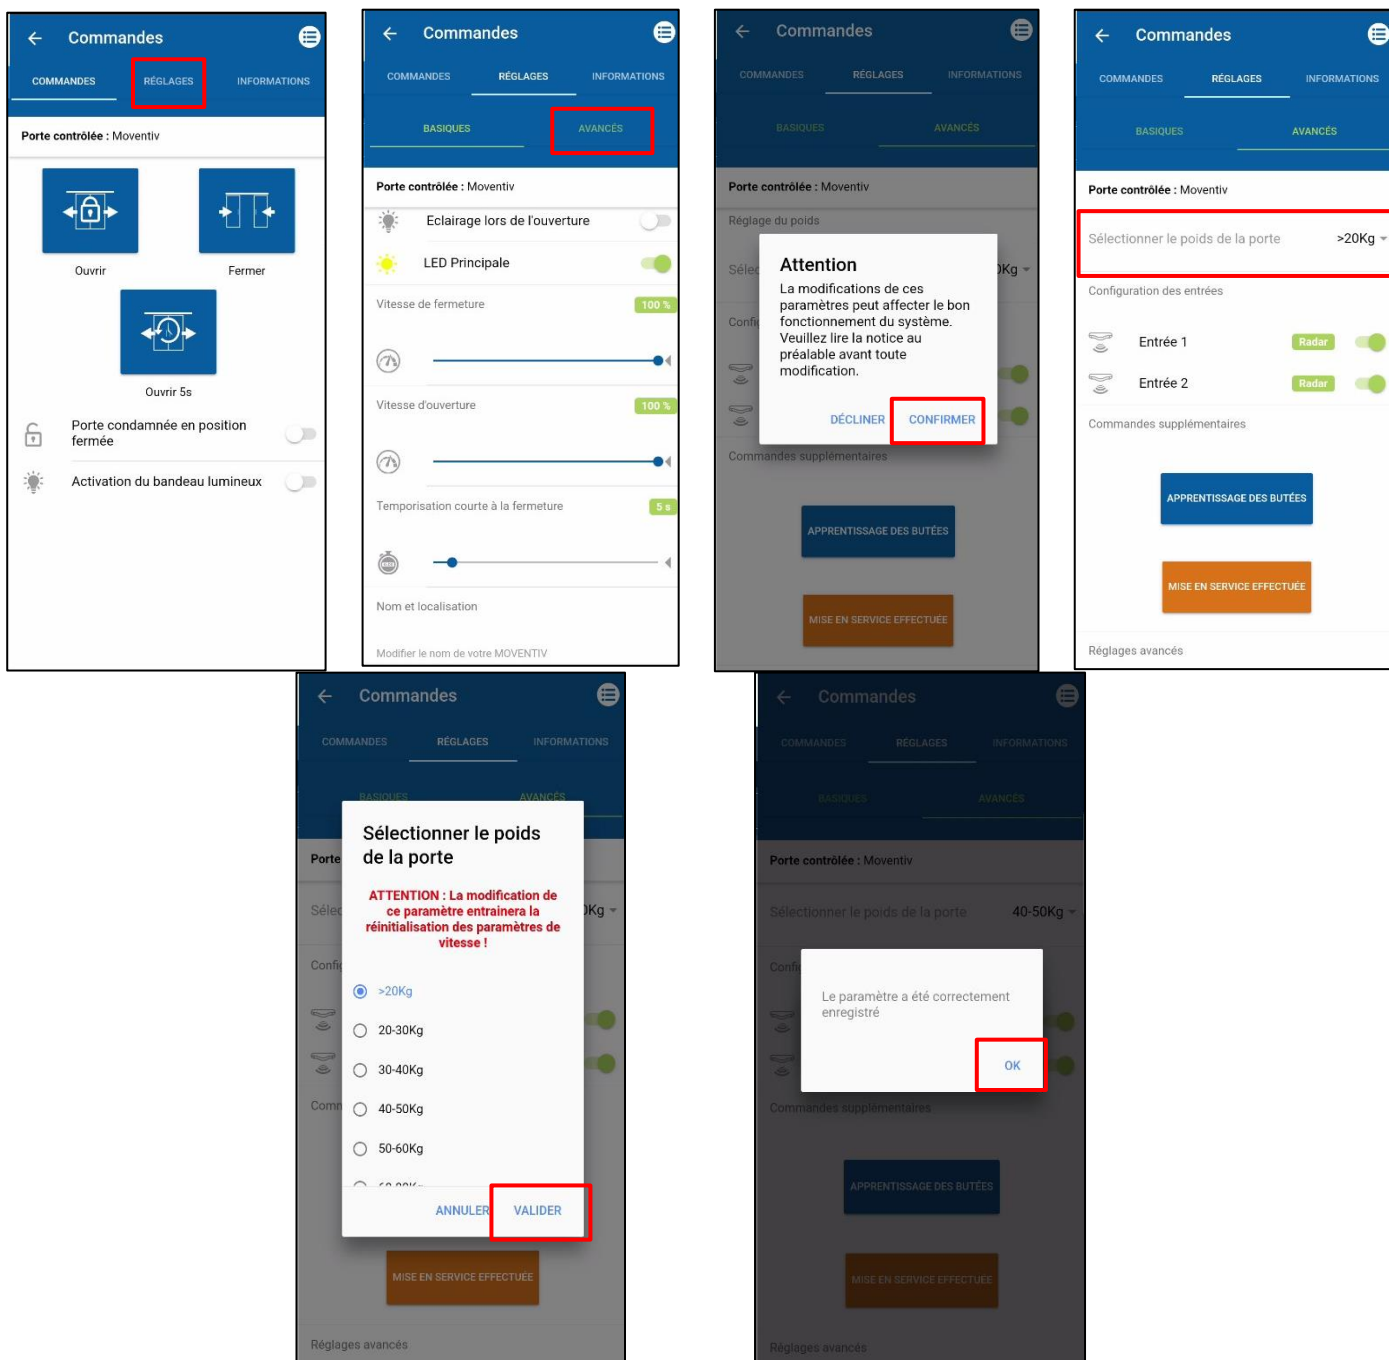 Commandes
COMMANDES RÉGLAGES INFORMATIONS
Porte contrôlée : Moventiv
Ouvrir Fermer
Ouvrir 5s
Porte condamnée en position
fermée
Activation du bandeau lumineux
Commandes
COMMANDES RÉGLAGES INFORMATIONS
BASIQUES AVANCÉS
Porte contrôlée : Moventiv
Eclairage lors de l'ouverture
LED Principale
Vitesse de fermeture 100 %
Vitesse d'ouverture 100 %
Temporisation courte à la fermeture 5 s
Nom et localisation
Modifier le nom de votre MOVENTIV
Commandes
COMMANDES RÉGLAGES INFORMATIONS
BASIQUES AVANCÉS
Porte contrôlée : Moventiv
Réglage du poids
Attention
La modifications de ces
paramètres peut affecter le bon
fonctionnement du système.
Veuillez lire la notice au
préalable avant toute
modification.
DÉCLINER CONFIRMER
Commandes supplémentaires
APPRENTISSAGE DES BUTÉES
MISE EN SERVICE EFFECTUÉE
Commandes
COMMANDES RÉGLAGES INFORMATIONS
BASIQUES AVANCÉS
Porte contrôlée : Moventiv
Sélectionner le poids de la porte >20Kg
Configuration des entrées
Entrée 1 Radar
Entrée 2 Radar
Commandes supplémentaires
APPRENTISSAGE DES BUTÉES
MISE EN SERVICE EFFECTUÉE
Réglages avancés
Commandes
COMMANDES RÉGLAGES INFORMATIONS
BASIQUES AVANCÉS
Porte
Sélectionner le poids
de la porte
ATTENTION : La modification de
ce paramètre entrainera la
réinitialisation des paramètres de
vitesse !
>20Kg
20-30Kg
30-40Kg
40-50Kg
50-60Kg
ANNULER VALIDER
MISE EN SERVICE EFFECTUÉE
Réglages avancés
Commandes
COMMANDES RÉGLAGES INFORMATIONS
BASIQUES AVANCÉS
Porte contrôlée : Moventiv
Sélectionner le poids de la porte 40-50Kg
Le paramètre a été correctement
enregistré
OK
Commandes supplémentaires
APPRENTISSAGE DES BUTÉES
MISE EN SERVICE EFFECTUÉE
Réglages avancés